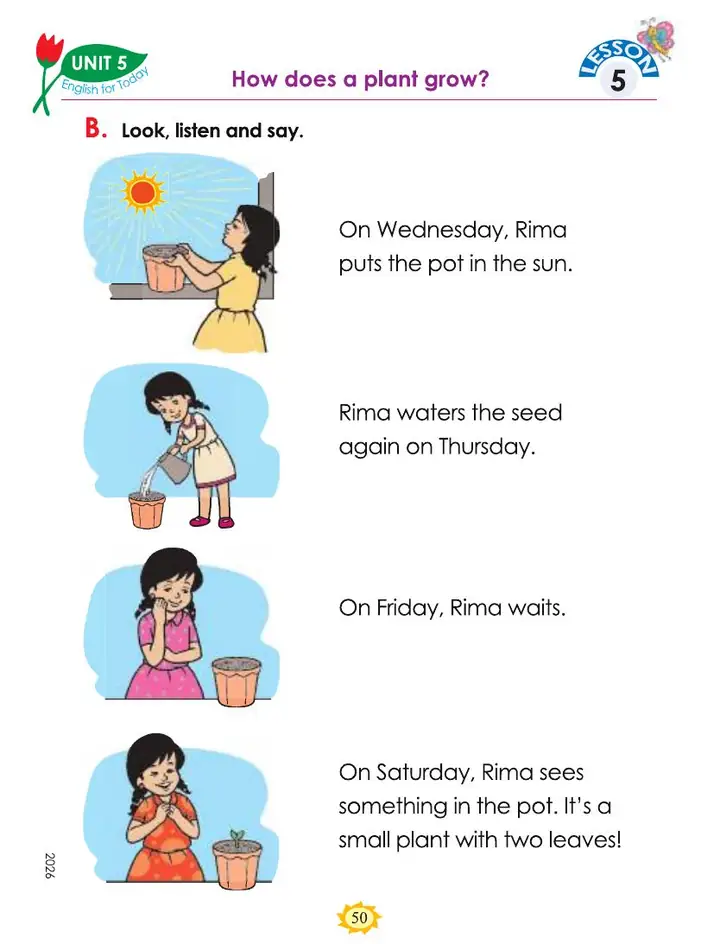 UNIT 5
English for Today
How does a plant grow?
LESSON
5
B. Look, listen and say.
On Wednesday, Rima
puts the pot in the sun.
Rima waters the seed
again on Thursday.
On Friday, Rima waits.
On Saturday, Rima sees
something in the pot. It's a
small plant with two leaves!
2026
50